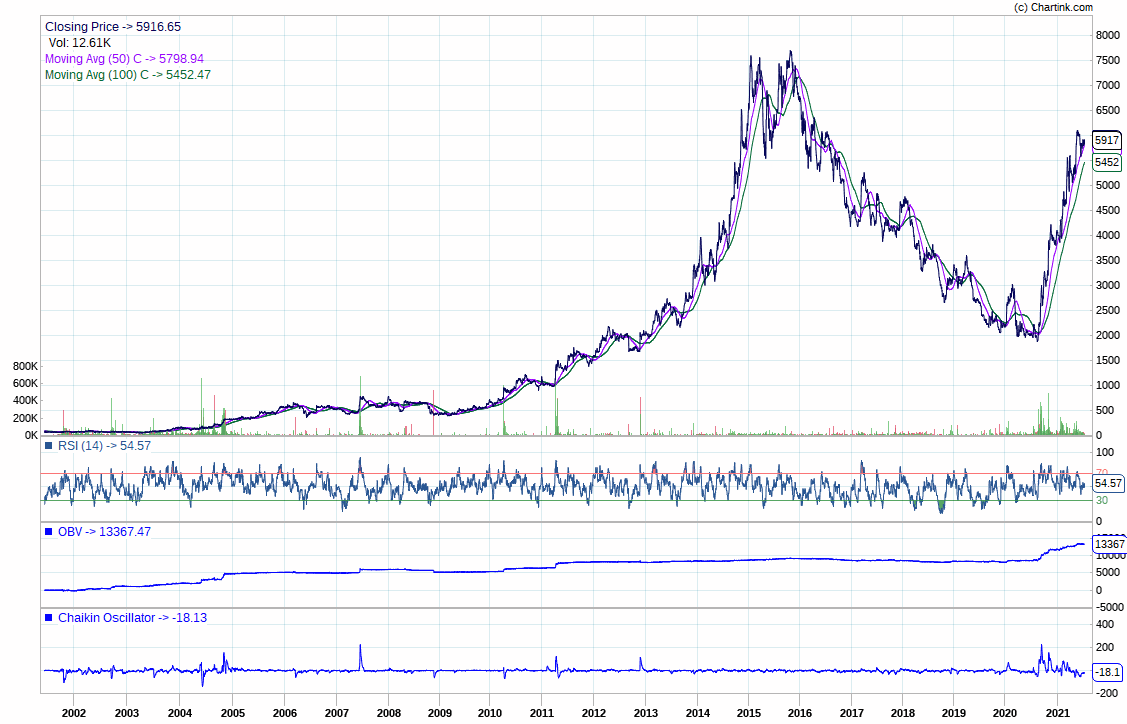 (c) Chartink.com
Closing Price -> 5916.65
Vol: 12.61K
Moving Avg (50) C -> 5798.94
Moving Avg (100) C -> 5452.47
8000
7500
7000
6500
5917
5452
5000
4500
4000
3500
3000
2500
2000
1500
1000
500
0
800K
600K
400K
200K
0K
RSI (14) -> 54.57
100
70
54.57
30
0
OBV -> 13367.47
13367
10000
5000
0
-5000
Chaikin Oscillator -> -18.13
400
200
-18.1
-200
2002 2003 2004 2005 2006 2007 2008 2009 2010 2011 2012 2013 2014 2015 2016 2017 2018 2019 2020 2021